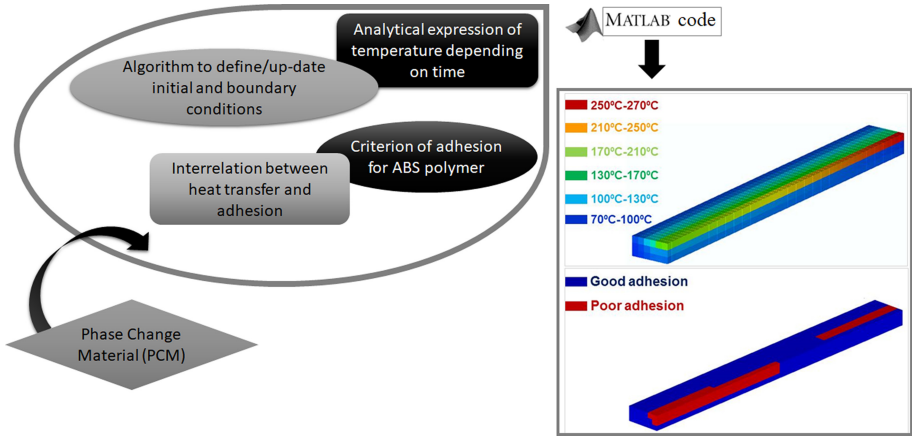 Analytical expression of
temperature depending
on time
Algorithm to define/up-date
initial and boundary
conditions
Criterion of adhesion
for ABS polymer
Interrelation between
heat transfer and
adhesion
Phase Change
Material (PCM)
MATLAB code
250ºC-270ºC
210ºC-250ºC
170ºC-210ºC
130ºC-170ºC
100ºC-130ºC
70ºC-100ºC
Good adhesion
Poor adhesion